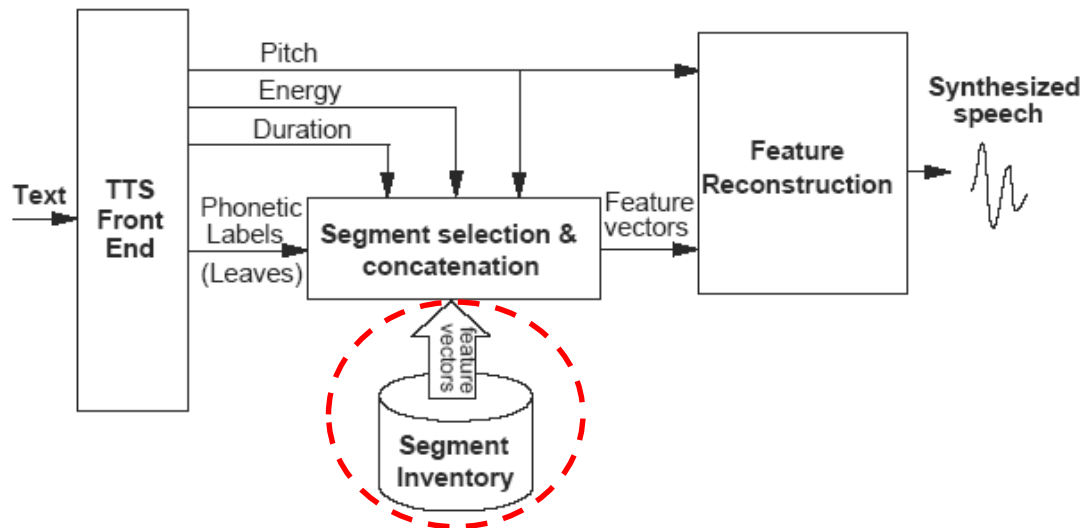 Text
TTS
Front
End
Pitch
Energy
Duration
Phonetic
Labels
(Leaves)
Segment selection &
concatenation
feature
vectors
Segment
Inventory
Feature
vectors
Feature
Reconstruction
Synthesized
speech